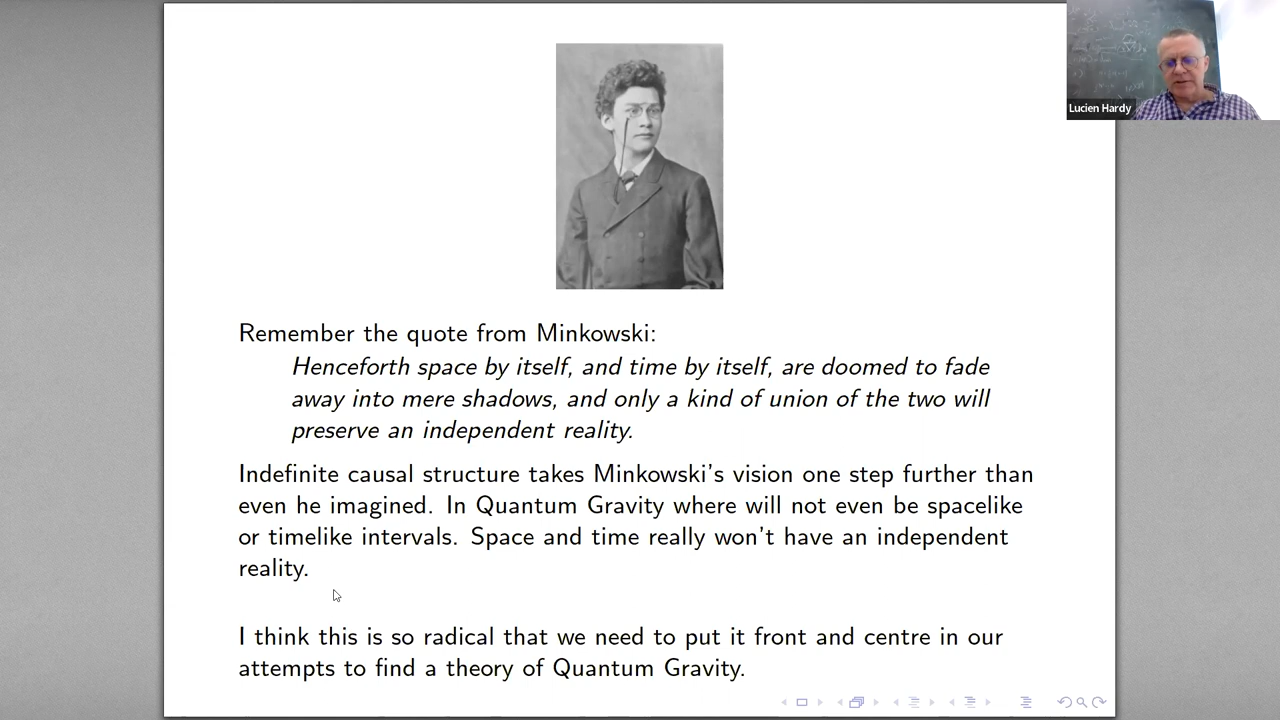 Lucien Hardy
Remember the quote from Minkowski:
Henceforth space by itself, and time by itself, are doomed to fade
away into mere shadows, and only a kind of union of the two will
preserve an independent reality.
Indefinite causal structure takes Minkowski's vision one step further than
even he imagined. In Quantum Gravity where will not even be spacelike
or timelike intervals. Space and time really won't have an independent
reality.
I think this is so radical that we need to put it front and centre in our
attempts to find a theory of Quantum Gravity.